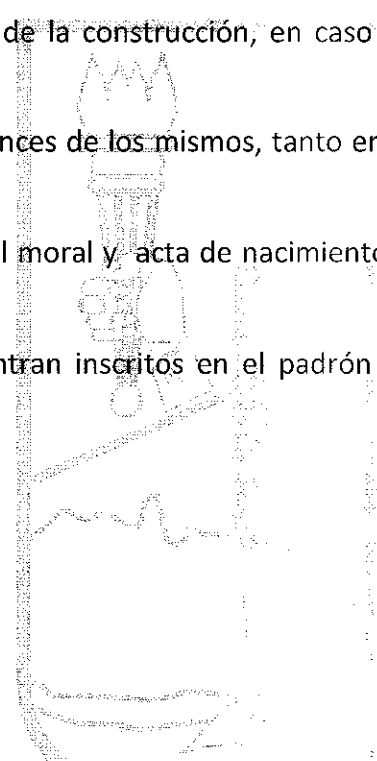 de la construcción, en caso
nces de los mismos, tanto en
l moral y acta de nacimiento
ntran inscritos en el padrón